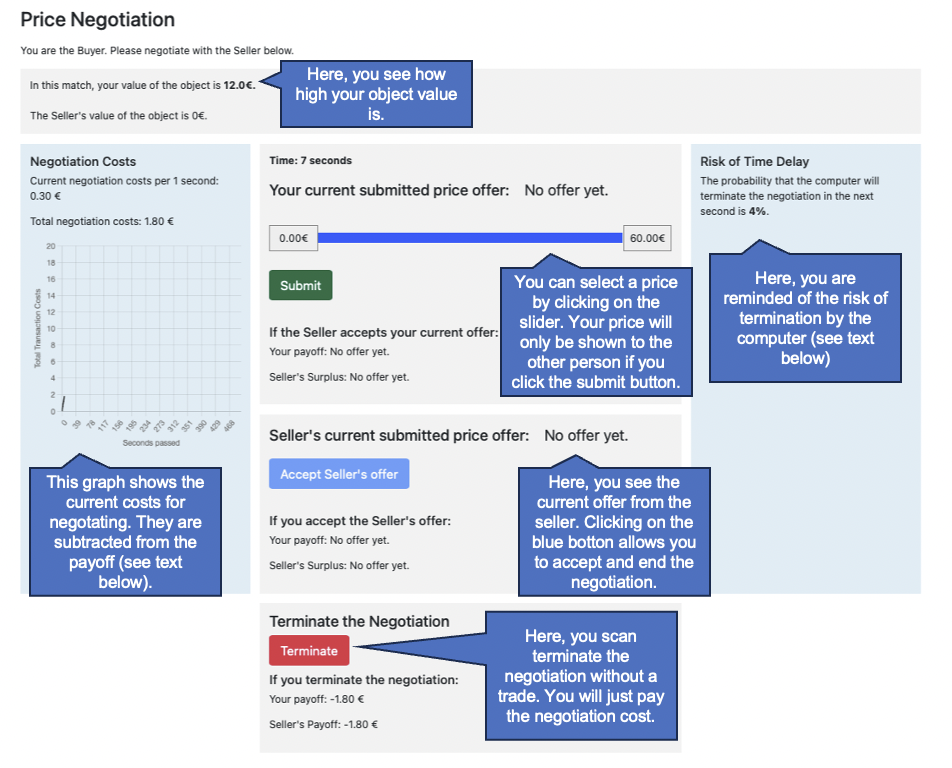 Price Negotiation
You are the Buyer. Please negotiate with the Seller below.
In this match, your value of the object is 12.0€.
The Seller's value of the object is 0€.
Here, you see how
high your object value
is.
Negotiation Costs
Current negotiation costs per 1 second:
0.30 €
Total negotiation costs: 1.80 €
20
18
16
14
12
10
8
6
4
2
0
Total Transaction Costs
0 39 78 117 156 195 234 273 312 351 390 429 468
Seconds passed
This graph shows the
current costs for
negotating. They are
subtracted from the
payoff (see text
below).
Time: 7 seconds
Your current submitted price offer: No offer yet.
0.00€ 60.00€
Submit
If the Seller accepts your current offer:
Your payoff: No offer yet.
Seller's Surplus: No offer yet.
You can select a price
by clicking on the
slider. Your price will
only be shown to the
other person if you
click the submit button.
Seller's current submitted price offer: No offer yet.
Accept Seller's offer
If you accept the Seller's offer:
Your payoff: No offer yet.
Seller's Surplus: No offer yet.
Here, you see the
current offer from the
seller. Clicking on the
blue botton allows you
to accept and end the
negotiation.
Terminate the Negotiation
Terminate
If you terminate the negotiation:
Your payoff: -1.80 €
Seller's Payoff: -1.80 €
Here, you scan
terminate the
negotiation without a
trade. You will just pay
the negotiation cost.
Risk of Time Delay
The probability that the computer will
terminate the negotiation in the next
second is 4%.
Here, you are
reminded of the risk of
termination by the
computer (see text
below)